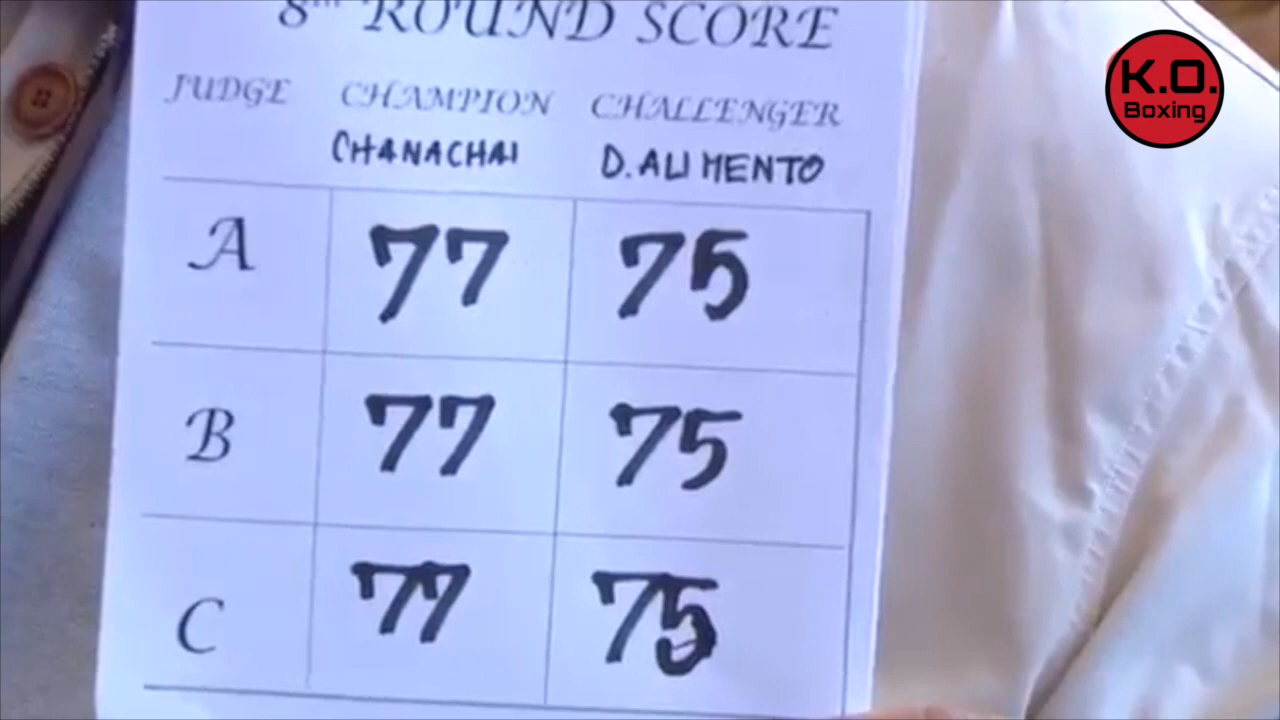 8th ROUND SCORE
JUDGE CHAMPION CHALLENGER
CHANACHAI D. ALIMENTO
A 77 75
B 77 75
C 77 75
K.O.
Boxing